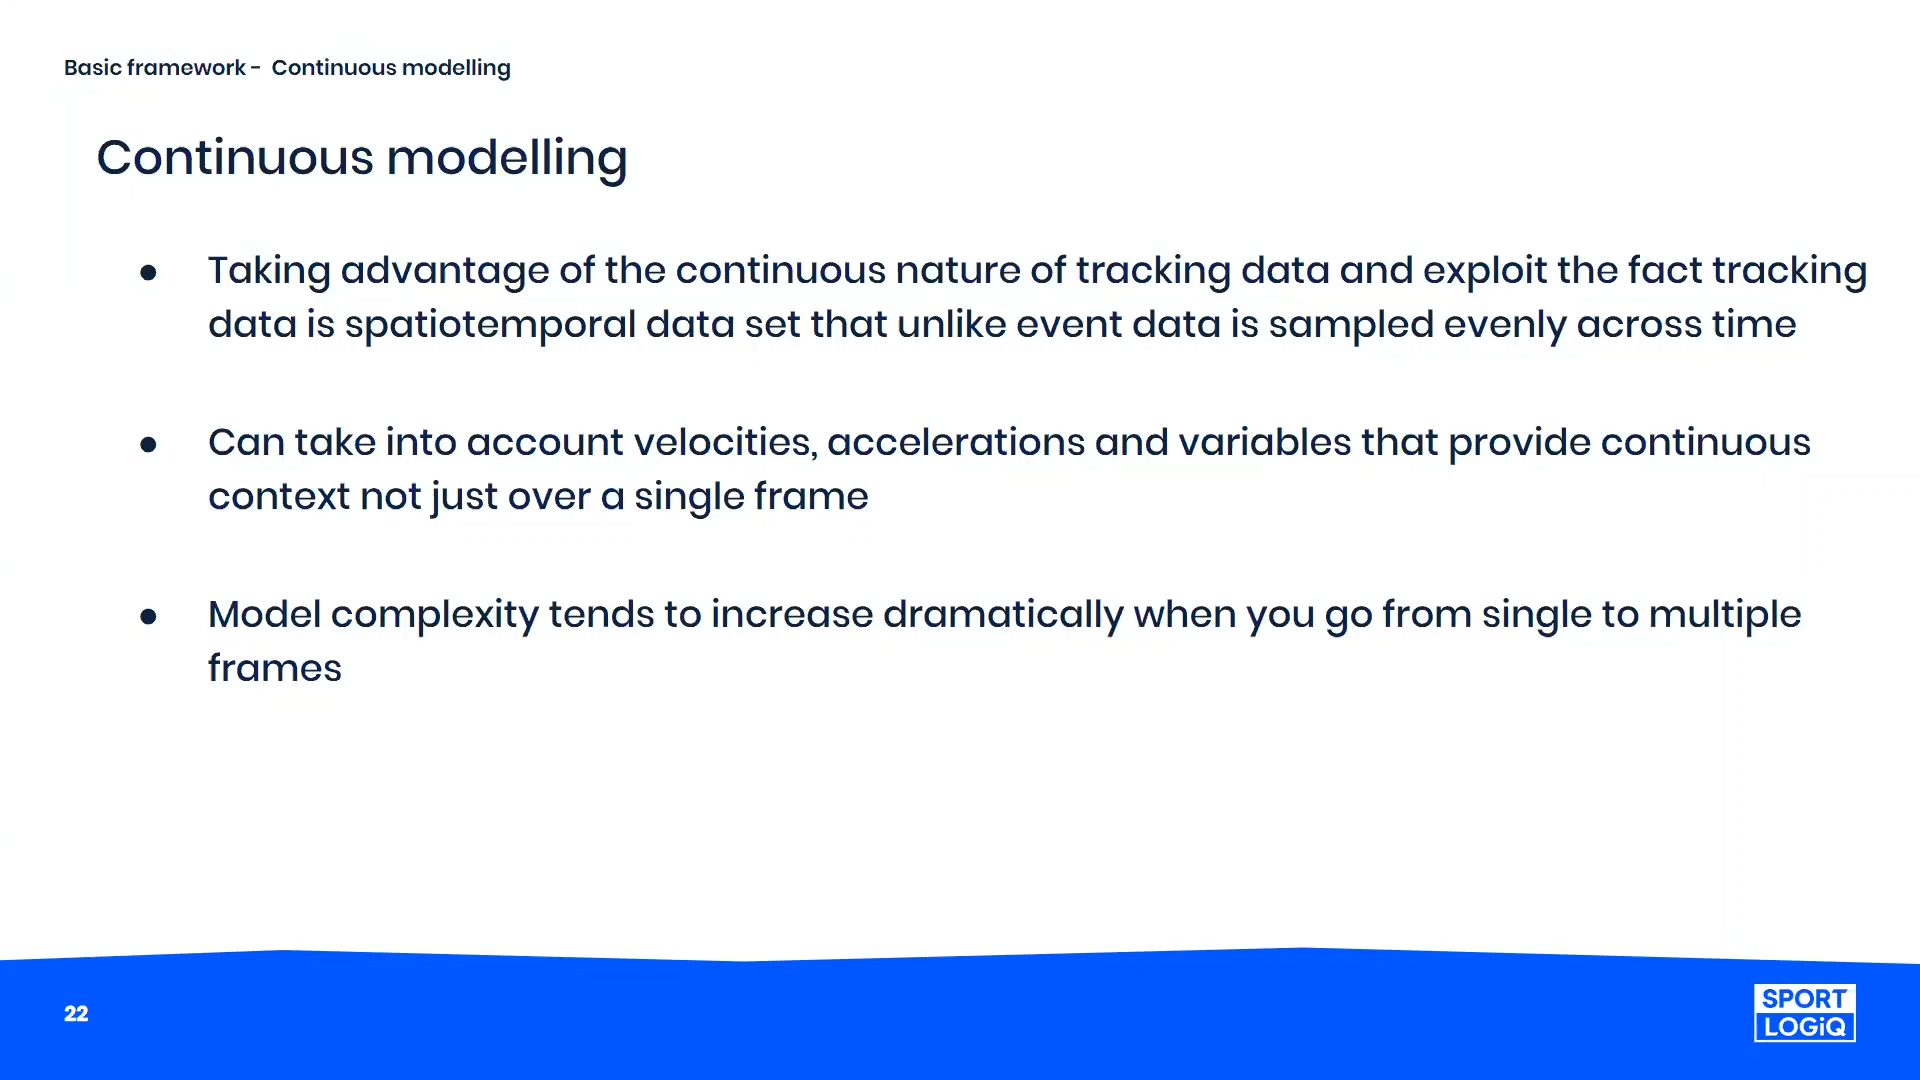 Basic framework - Continuous modelling
Continuous modelling
● Taking advantage of the continuous nature of tracking data and exploit the fact tracking
data is spatiotemporal data set that unlike event data is sampled evenly across time
● Can take into account velocities, accelerations and variables that provide continuous
context not just over a single frame
● Model complexity tends to increase dramatically when you go from single to multiple
frames
22
SPORT
LOGiQ